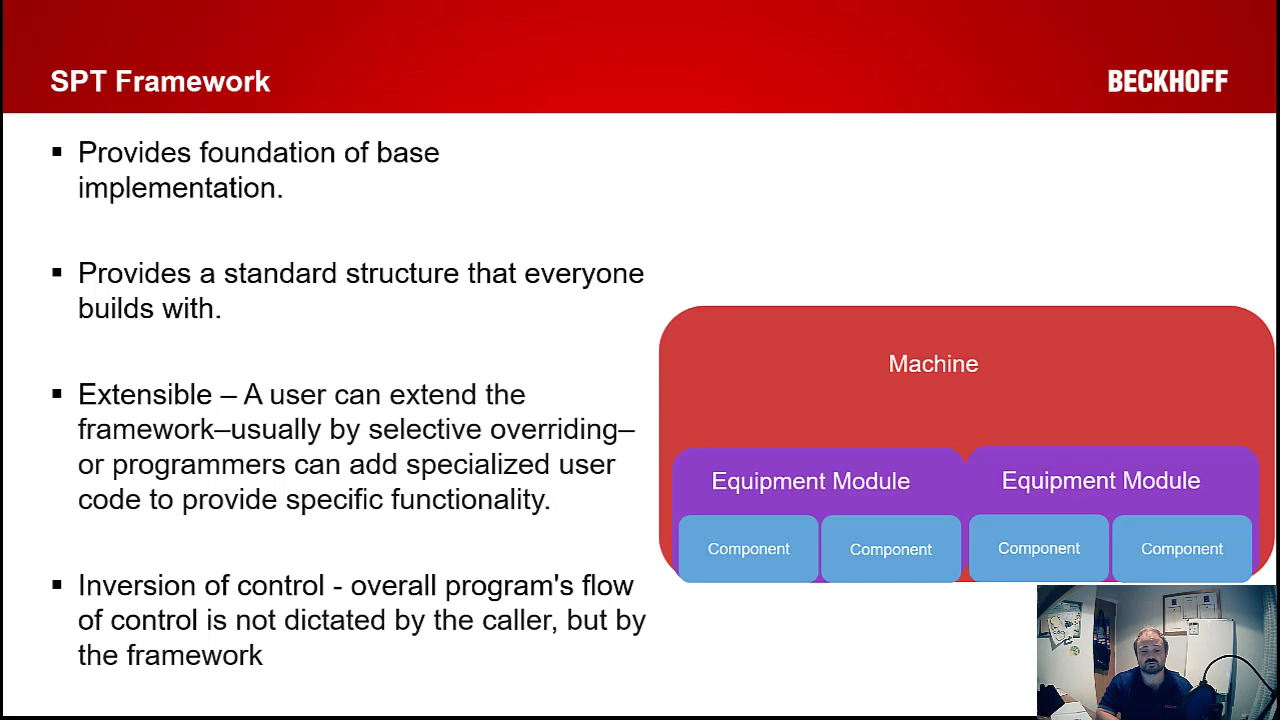 SPT Framework
BECKHOFF
▪ Provides foundation of base
implementation.
▪ Provides a standard structure that everyone
builds with.
▪ Extensible – A user can extend the
framework–usually by selective overriding–
or programmers can add specialized user
code to provide specific functionality.
▪ Inversion of control - overall program's flow
of control is not dictated by the caller, but by
the framework
Machine
Equipment Module
Equipment Module
Component
Component
Component
Component